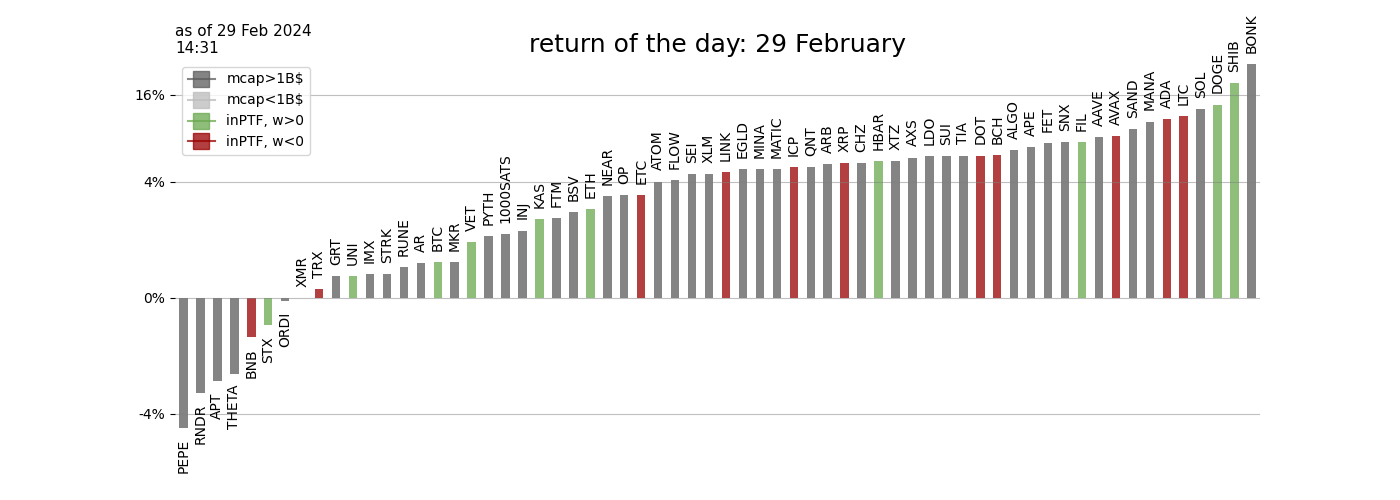 as of 29 Feb 2024
14:31
return of the day: 29 February
mcap>1B$
mcap<1B$
inPTF, w>0
inPTF, w<0
16%
4%
0%
-4%
PEPE
RNDR
APT
THETA
BNB
STX
ORDI
XMR
TRX
GRT
UNI
IMX
STRK
RUNE
AR
BTC
MKR
VET
PYTH
1000SATS
INJ
KAS
FTM
BSV
ETH
NEAR
OP
ETC
ATOM
FLOW
SEI
XLM
LINK
EGLD
MINA
MATIC
ICP
QNT
ARB
XRP
CHZ
HBAR
XTZ
AXS
LDO
SUI
TIA
DOT
BCH
ALGO
APE
FET
SNX
FIL
AAVE
AVAX
SAND
MANA
ADA
LTC
SOL
DOGE
SHIB
BONK